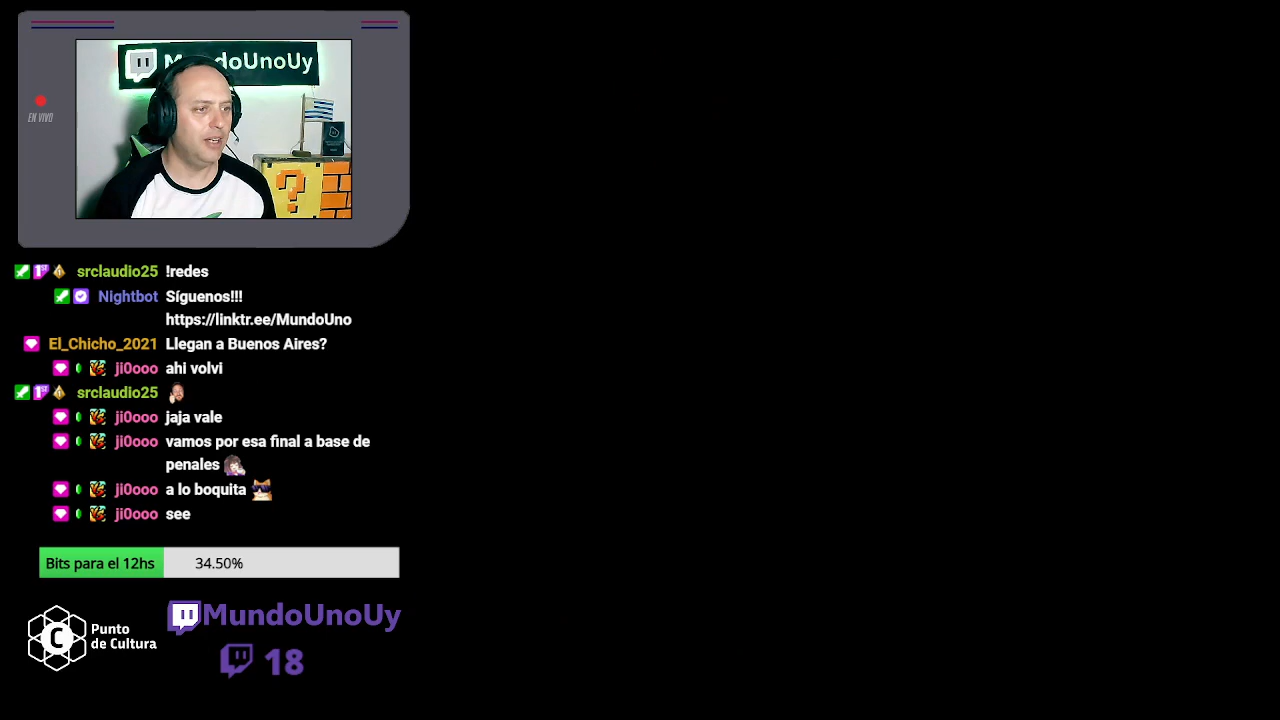 MundoUnoUy
EN VIVO
srclaudio25 !redes
Nightbot Síguenos!!!
https://linktr.ee/MundoUno
El_Chicho_2021 Llegan a Buenos Aires?
ji0ooo ahi volvi
srclaudio25
ji0ooo jaja vale
ji0ooo vamos por esa final a base de
penales
ji0ooo a lo boquita
ji0ooo see
Bits para el 12hs 34.50%
Punto
de Cultura
MundoUnoUy
18